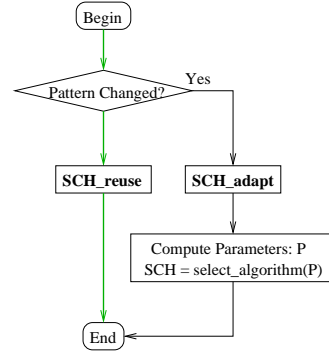 Begin
Pattern Changed?
Yes
SCH_reuse
SCH_adapt
Compute Parameters: P
SCH = select_algorithm(P)
End